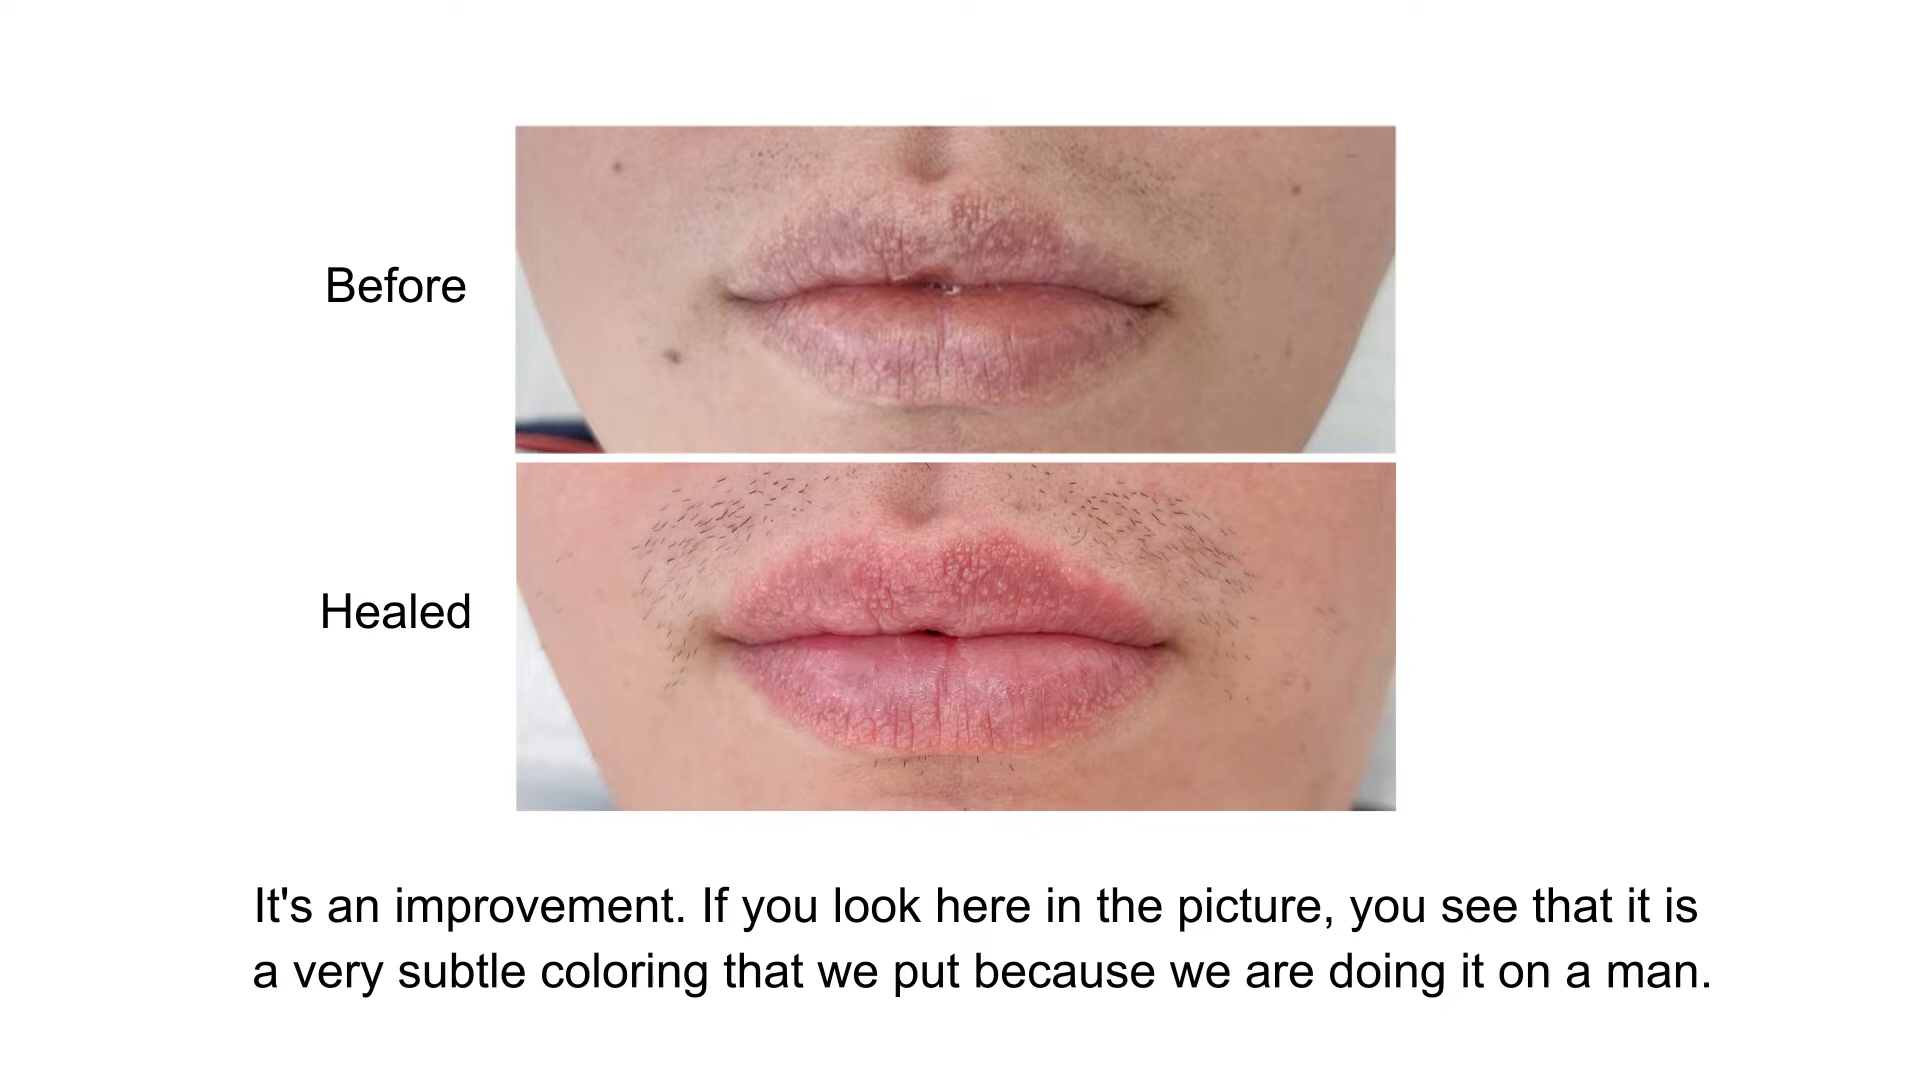 Before
Healed
It's an improvement. If you look here in the picture, you see that it is
a very subtle coloring that we put because we are doing it on a man.